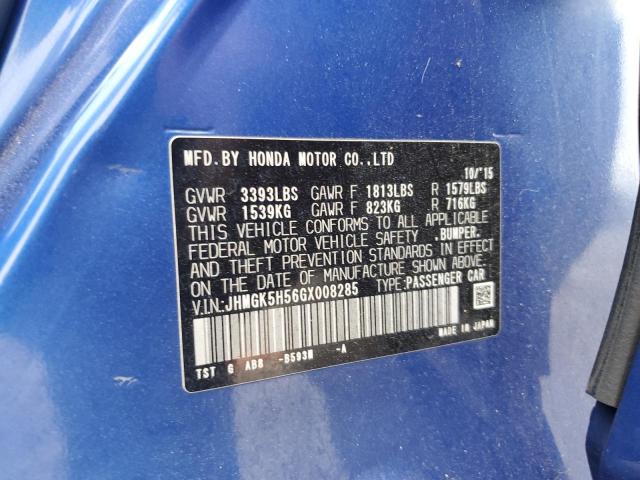 MFD.BY HONDA MOTOR CO.,LTD
10/'15
GVWR 3393LBS GAWR F 1813LBS R 1579LBS
GVWR 1539KG GAWR F 823KG R 716KG
THIS VEHICLE CONFORMS TO ALL APPLICABLE
FEDERAL MOTOR VEHICLE SAFETY ,BUMPER,
AND THEFT PREVENTION STANDARDS IN EFFECT
ON THE DATE OF MANUFACTURE SHOWN ABOVE.
V.I.N:JHMGK5H56GX008285 TYPE:PASSENGER CAR
MADE IN JAPAN
TST G AB8 -B593M -A